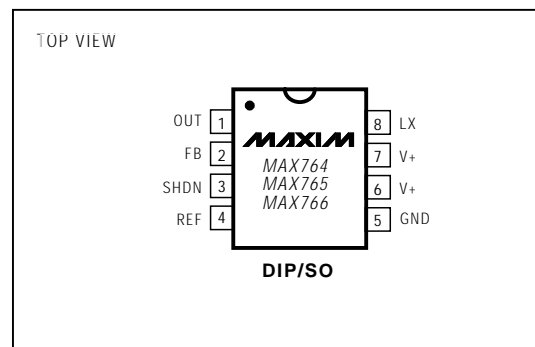 TOP VIEW
OUT 1
FB 2
SHDN 3
REF 4
8 LX
7 V+
6 V+
5 GND
MAXIM
MAX764
MAX765
MAX766
DIP/SO